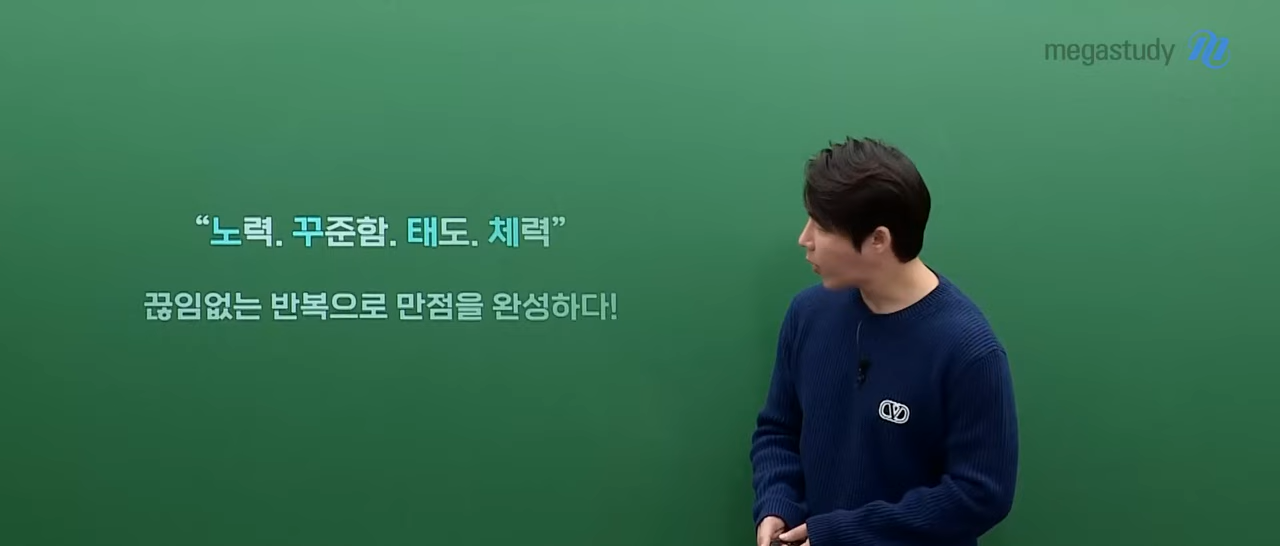 megastudy
“노력. 꾸준함. 태도. 체력”
끊임없는 반복으로 만점을 완성하다!